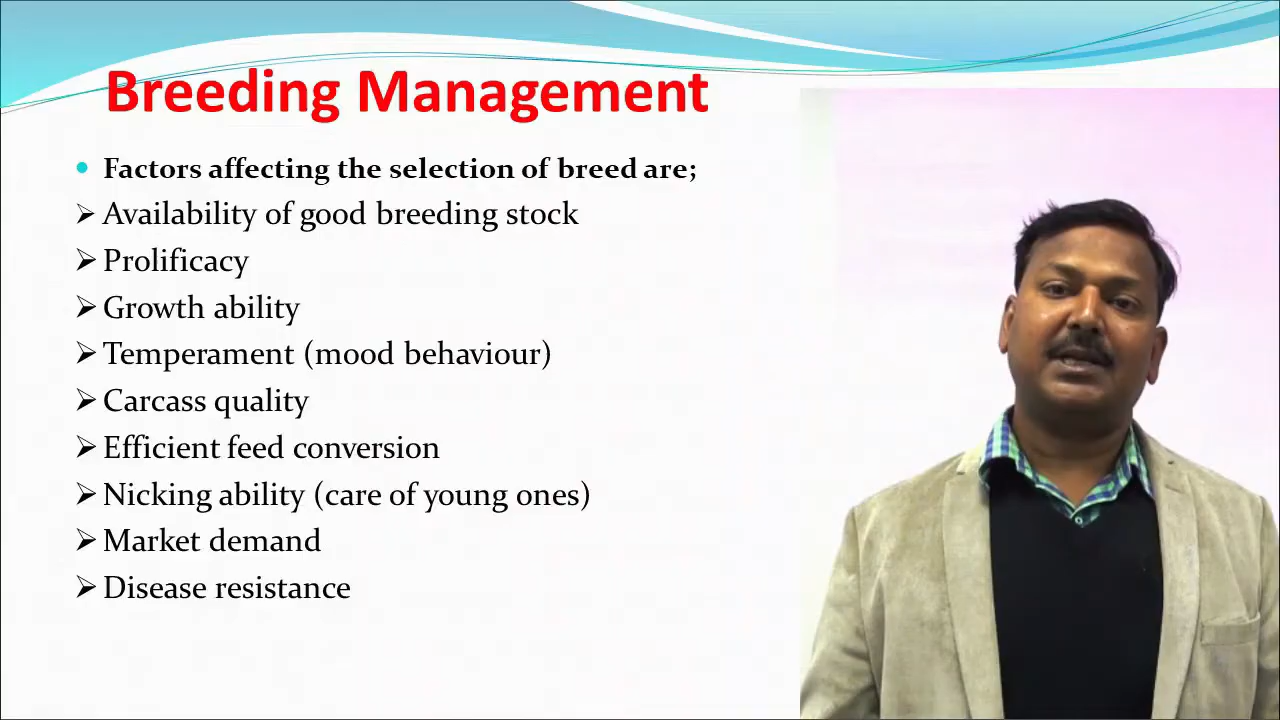 Breeding Management
• Factors affecting the selection of breed are;
➢ Availability of good breeding stock
➢ Prolificacy
➢ Growth ability
➢ Temperament (mood behaviour)
➢ Carcass quality
➢ Efficient feed conversion
➢ Nicking ability (care of young ones)
➢ Market demand
➢ Disease resistance